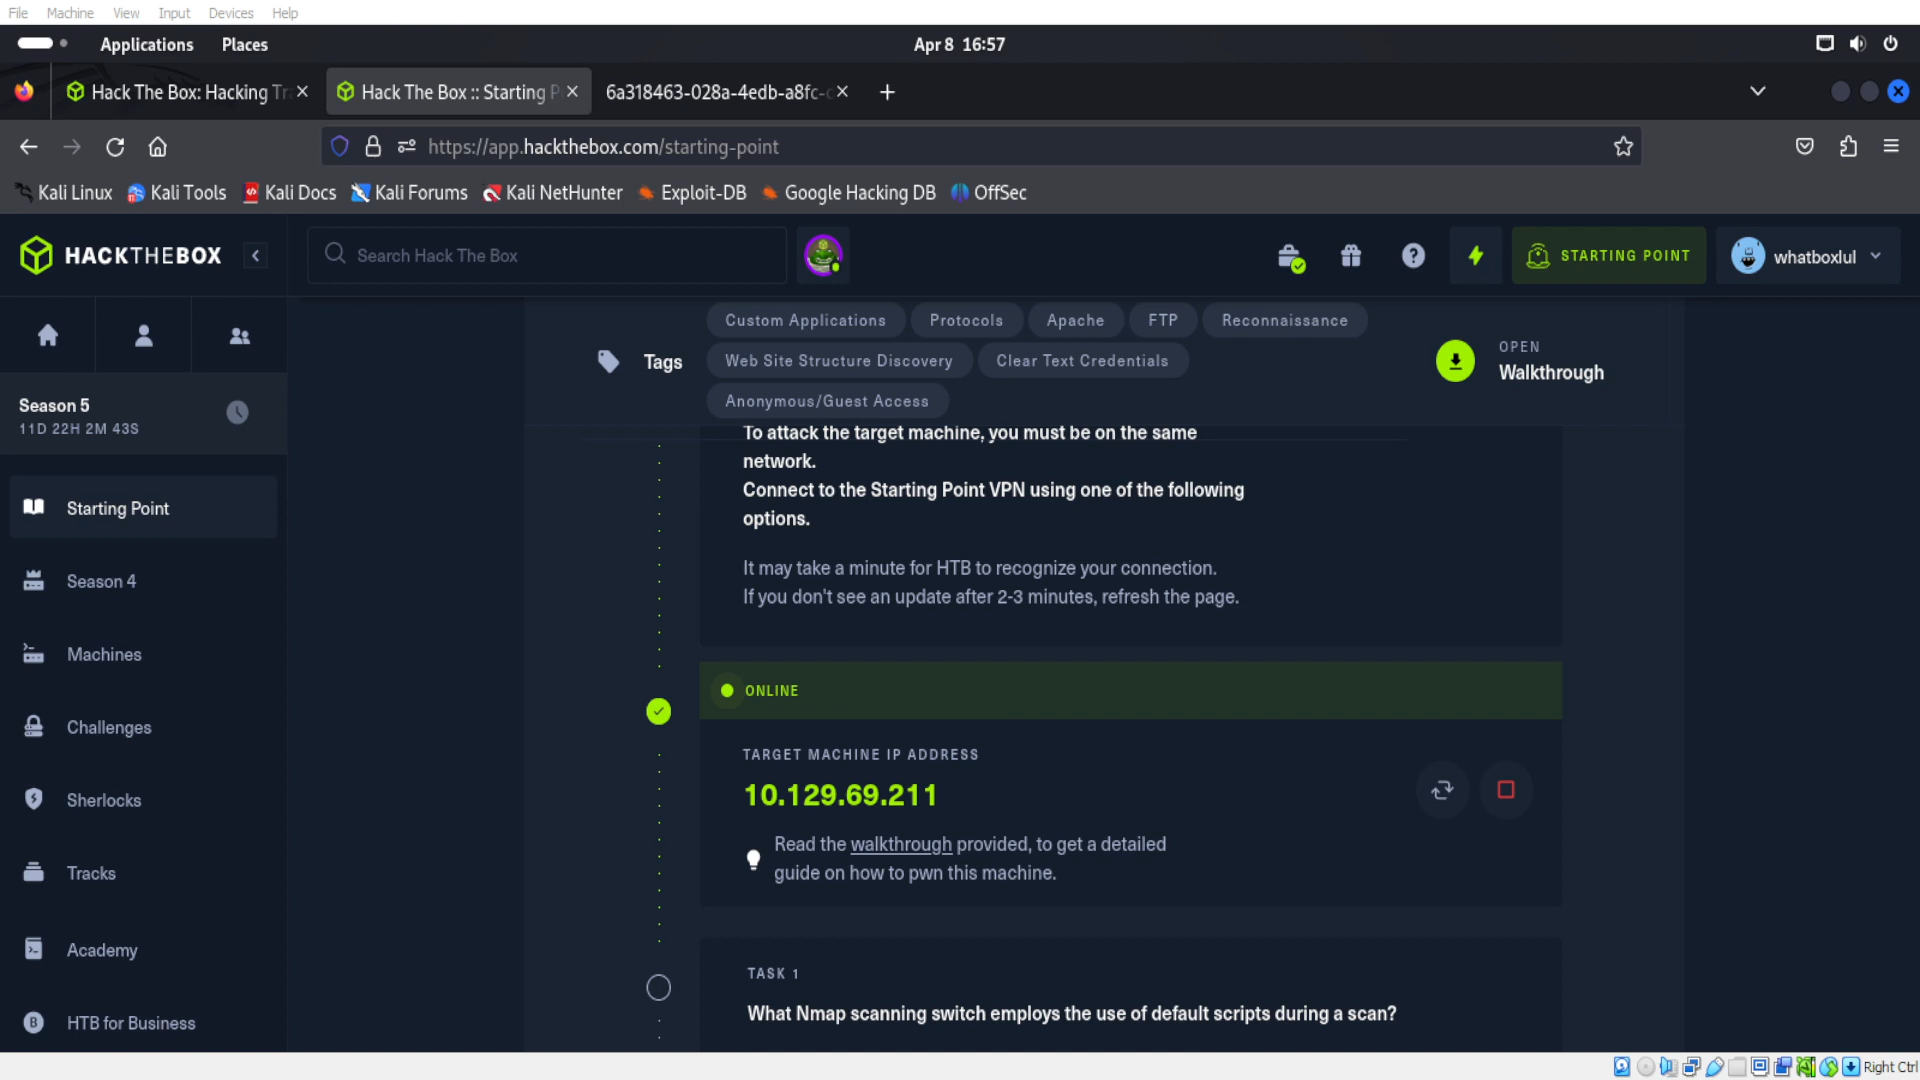 File Machine View Input Devices Help
Applications Places Apr 8 16:57
Hack The Box: Hacking Tr Hack The Box :: Starting P 6a318463-028a-4edb-a8fc-
https://app.hackthebox.com/starting-point
Kali Linux Kali Tools Kali Docs Kali Forums Kali NetHunter Exploit-DB Google Hacking DB OffSec
HACKTHEBOX
Search Hack The Box
STARTING POINT
whatboxlul
Season 5
11D 22H 2M 43S
Starting Point
Season 4
Machines
Challenges
Sherlocks
Tracks
Academy
HTB for Business
Tags
Custom Applications Protocols Apache FTP Reconnaissance
Web Site Structure Discovery Clear Text Credentials
Anonymous/Guest Access
OPEN
Walkthrough
To attack the target machine, you must be on the same
network.
Connect to the Starting Point VPN using one of the following
options.
It may take a minute for HTB to recognize your connection.
If you don't see an update after 2-3 minutes, refresh the page.
ONLINE
TARGET MACHINE IP ADDRESS
10.129.69.211
Read the walkthrough provided, to get a detailed
guide on how to pwn this machine.
TASK 1
What Nmap scanning switch employs the use of default scripts during a scan?
Right Ctrl